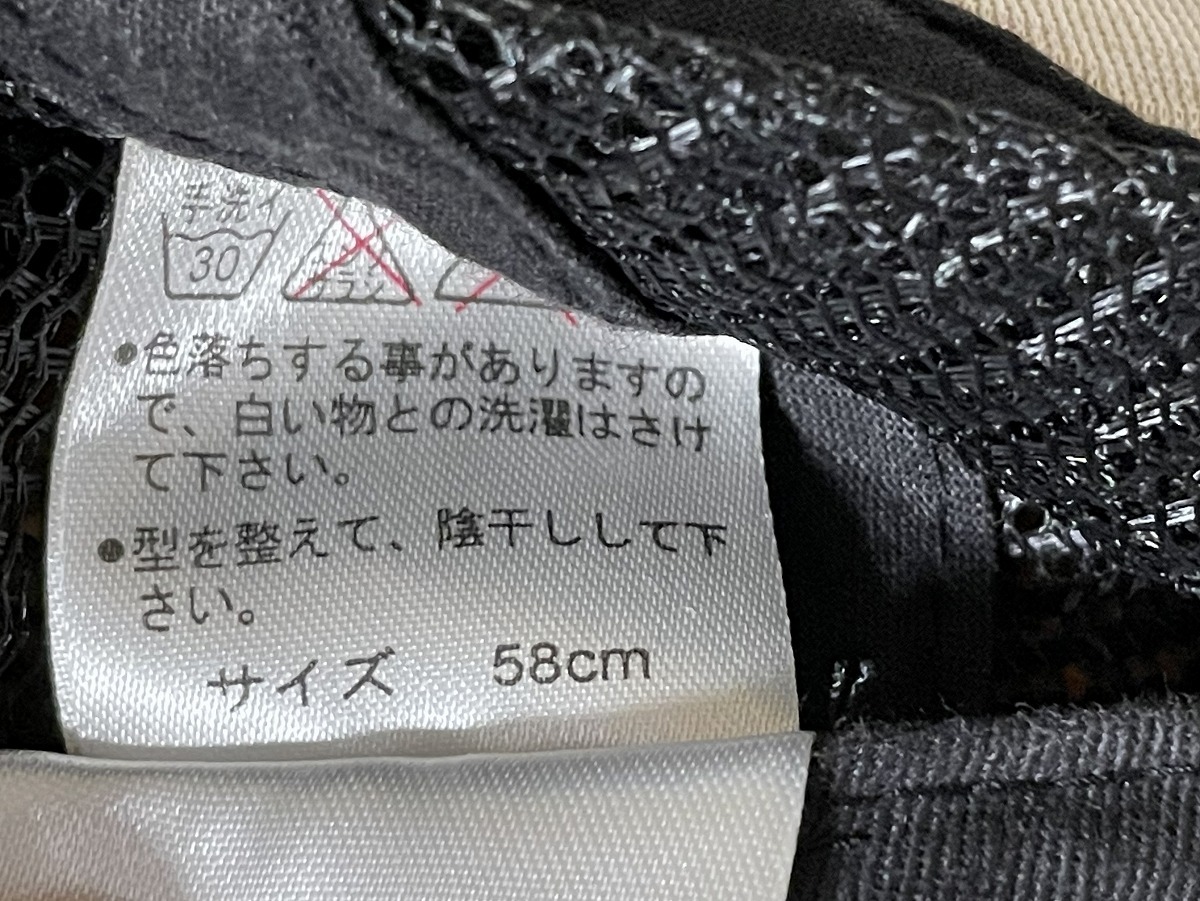 手洗イ
30
•色落ちする事がありますの
で、白い物との洗濯はさけ
て下さい。
•型を整えて、陰干しして下
さい。
サイズ 58cm